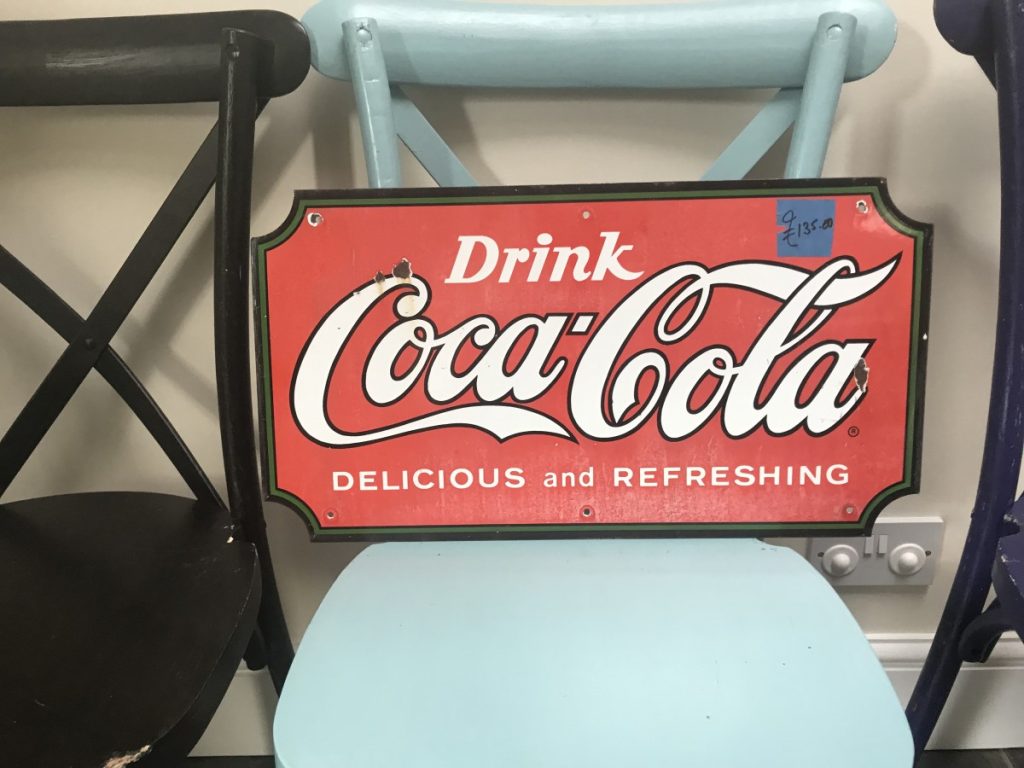 £135.00
Drink
Coca-Cola
®
DELICIOUS and REFRESHING